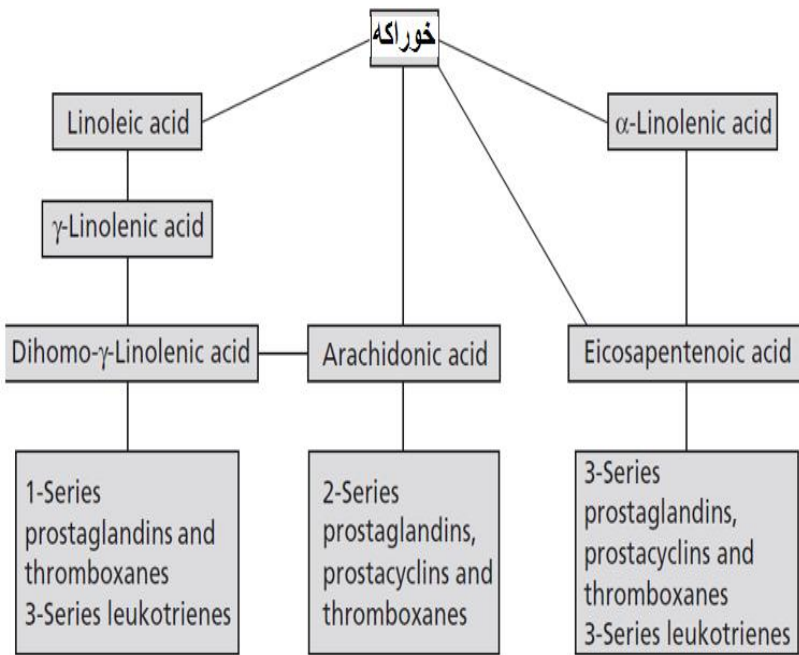 خوراکه
Linoleic acid
α-Linolenic acid
γ-Linolenic acid
Dihomo-γ-Linolenic acid
Arachidonic acid
Eicosapentenoic acid
1-Series
prostaglandins and
thromboxanes
3-Series leukotrienes
2-Series
prostaglandins,
prostacyclins and
thromboxanes
3-Series
prostaglandins,
prostacyclins and
thromboxanes
3-Series leukotrienes